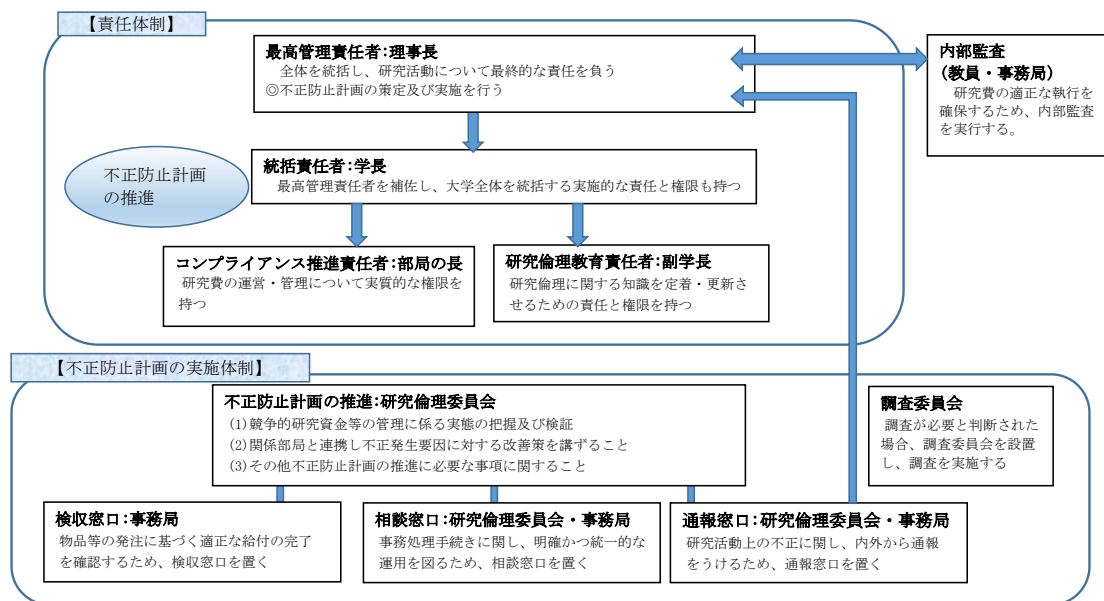 【責任体制】
最高管理責任者:理事長
全体を統括し、研究活動について最終的な責任を負う
◎不正防止計画の策定及び実施を行う
内部監査
(教員・事務局)
研究費の適正な執行を
確保するため、内部監査
を実行する。
不正防止計画
の推進
統括責任者:学長
最高管理責任者を補佐し、大学全体を統括する実施的な責任と権限も持つ
コンプライアンス推進責任者:部局の長
研究費の運営・管理について実質的な権限を
持つ
研究倫理教育責任者:副学長
研究倫理に関する知識を定着・更新さ
せるための責任と権限を持つ
【不正防止計画の実施体制】
不正防止計画の推進:研究倫理委員会
(1)競争的研究資金等の管理に係る実態の把握及び検証
(2)関係部局と連携し不正発生要因に対する改善策を講ずること
(3)その他不正防止計画の推進に必要な事項に関すること
調査委員会
調査が必要と判断された
場合、調査委員会を設置
し、調査を実施する
検収窓口:事務局
物品等の発注に基づく適正な給付の完了
を確認するため、検収窓口を置く
相談窓口:研究倫理委員会・事務局
事務処理手続きに関し、明確かつ統一的な
運用を図るため、相談窓口を置く
通報窓口:研究倫理委員会・事務局
研究活動上の不正に関し、内外から通報
をうけるため、通報窓口を置く